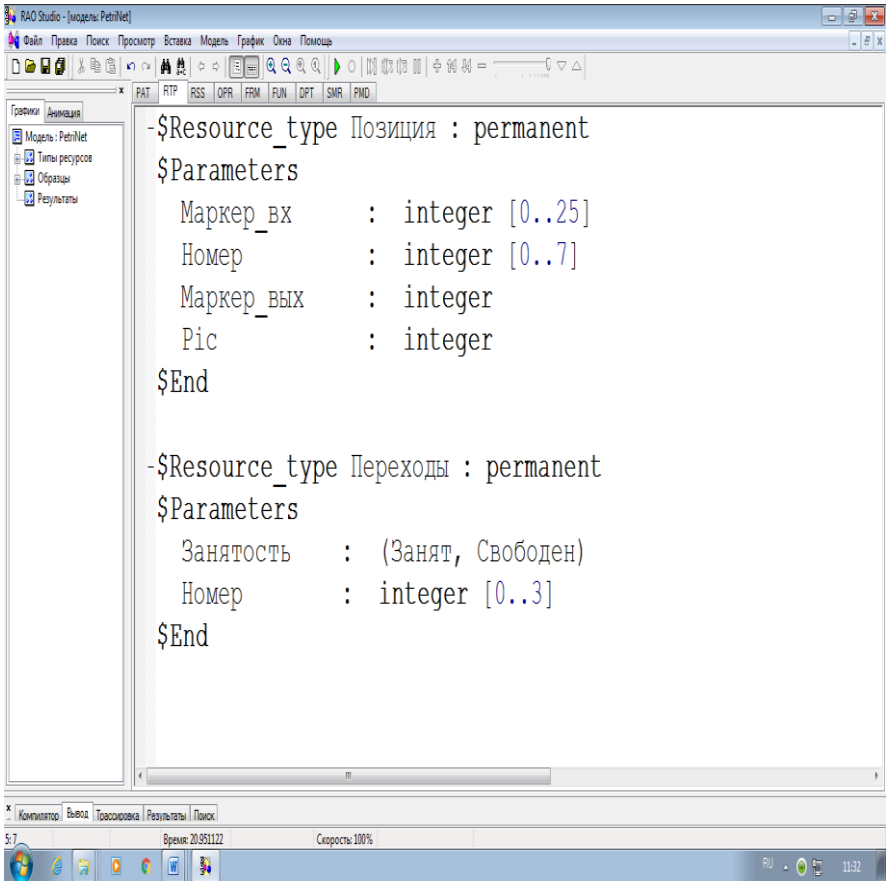 RAO Studio - [модель: PetriNet]
Файл Правка Поиск Просмотр Вставка Модель График Окна Помощь
PAT RTP RSS OPR FRM FUN DPT SMR PMD
Графики Анимация
Модель : PetriNet
Типы ресурсов
Образцы
Результаты
-$Resource_type Позиция : permanent
$Parameters
Маркер_вх : integer [0..25]
Номер : integer [0..7]
Маркер_вых : integer
Pic : integer
$End
-$Resource_type Переходы : permanent
$Parameters
Занятость : (Занят, Свободен)
Номер : integer [0..3]
$End
Компилятор Вывод Трассировка Результаты Поиск
5: 7 Время: 20.951122 Скорость: 100%
RU 11:32